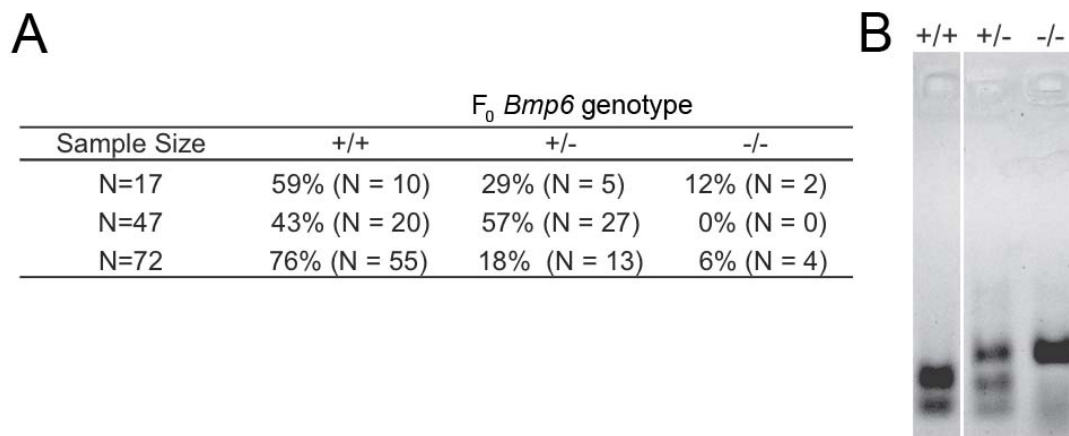 A
B
+/+ +/- -/-
F₀ Bmp6 genotype
Sample Size +/+ +/- -/-
N=17 59% (N = 10) 29% (N = 5) 12% (N = 2)
N=47 43% (N = 20) 57% (N = 27) 0% (N = 0)
N=72 76% (N = 55) 18% (N = 13) 6% (N = 4)